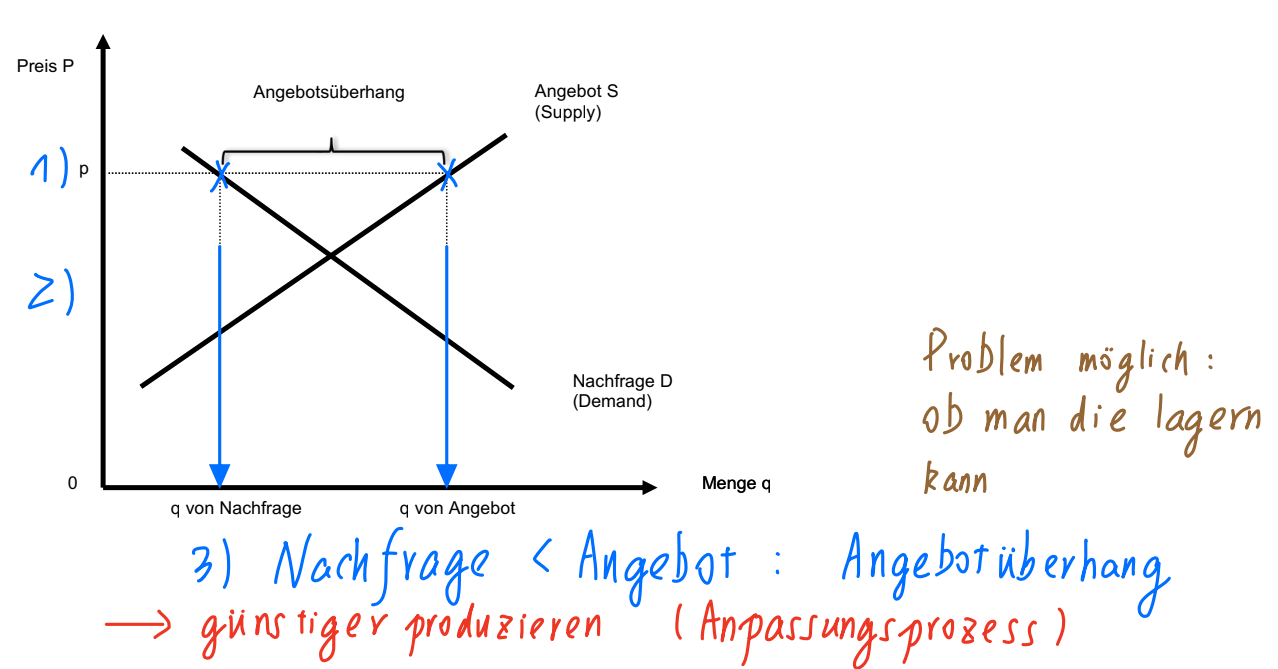 Preis P
Angebotsüberhang
Angebot S
(Supply)
1) p
2)
Nachfrage D
(Demand)
Problem möglich:
ob man die lagern
kann
0
Menge q
q von Nachfrage
q von Angebot
3) Nachfrage < Angebot : Angebotüberhang
→ günstiger produzieren (Anpassungsprozess)